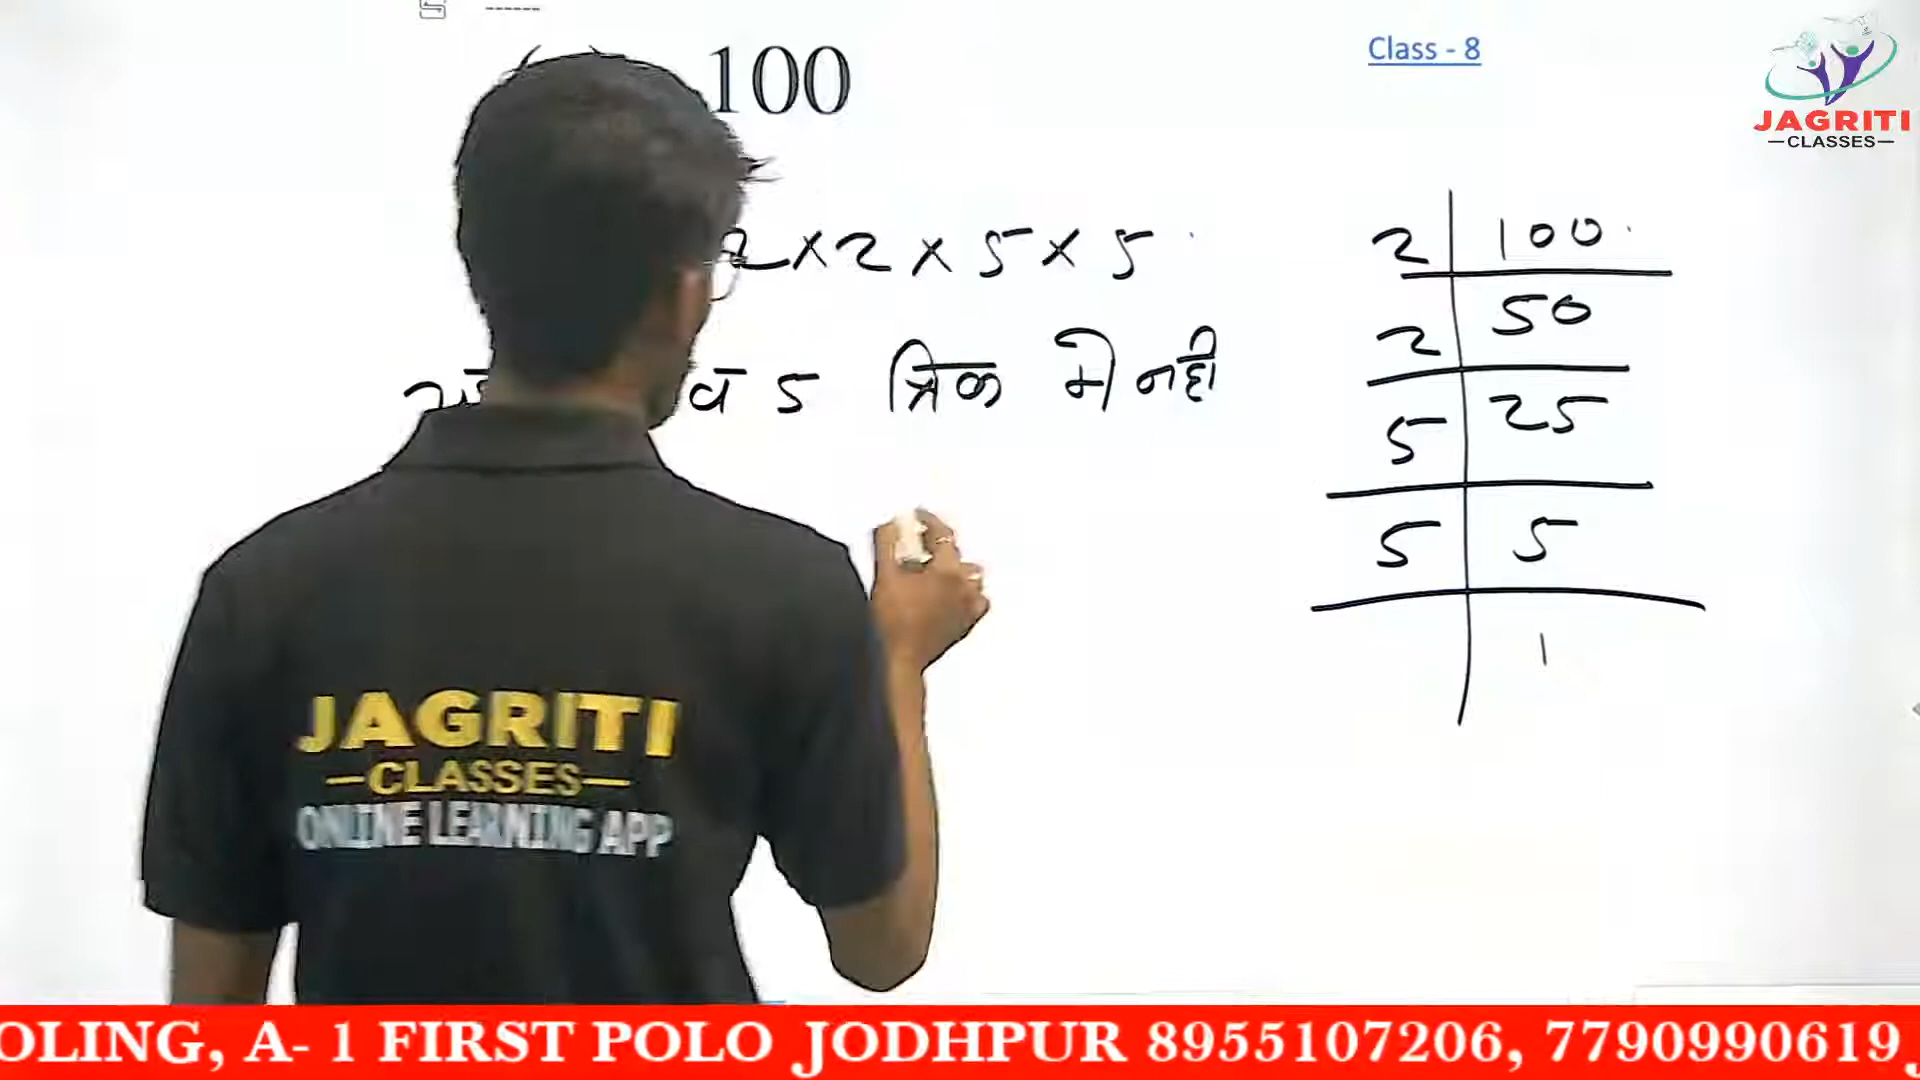 100
Class - 8
JAGRITI
CLASSES
2 × 2 × 5 × 5
व 5 त्रिक मे नही
2 | 100
2 | 50
5 | 25
5 | 5
1
JAGRITI
CLASSES
ONLINE LEARNING APP
OLING, A- 1 FIRST POLO JODHPUR 8955107206, 7790990619